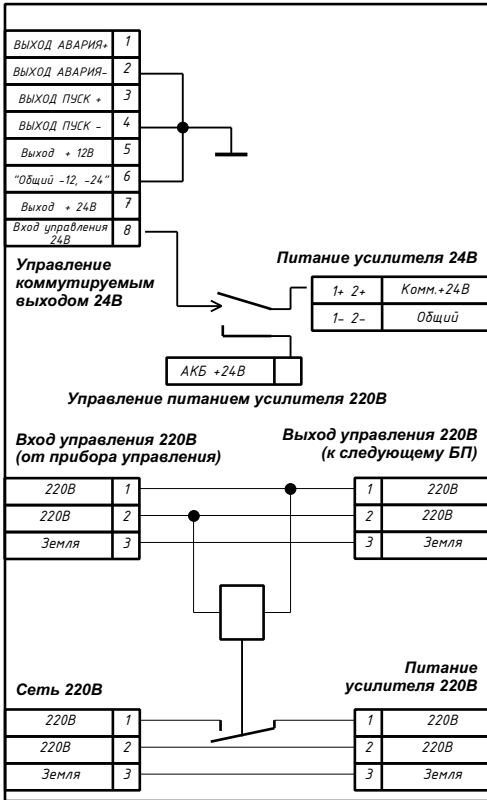 ВЫХОД АВАРИЯ+ 1
ВЫХОД АВАРИЯ- 2
ВЫХОД ПУСК + 3
ВЫХОД ПУСК - 4
Выход + 12В 5
"Общий -12, -24" 6
Выход + 24В 7
Вход управления 8
24В
Управление
коммутируемым
выходом 24В
Питание усилителя 24В
1+ 2+ Комм.+24В
1- 2- Общий
АКБ +24В
Управление питанием усилителя 220В
Вход управления 220В
(от прибора управления)
Выход управления 220В
(к следующему БП)
220В 1 1 220В
220В 2 2 220В
Земля 3 3 Земля
Сеть 220В
Питание
усилителя 220В
220В 1 1 220В
220В 2 2 220В
Земля 3 3 Земля